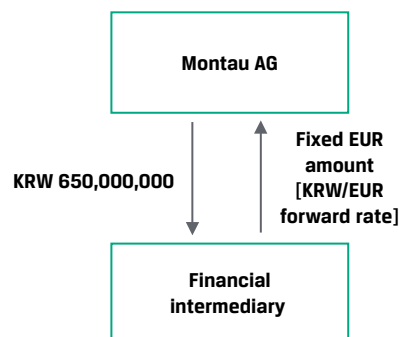 Montau AG
KRW 650,000,000
Fixed EUR
amount
[KRW/EUR
forward rate]
Financial
intermediary